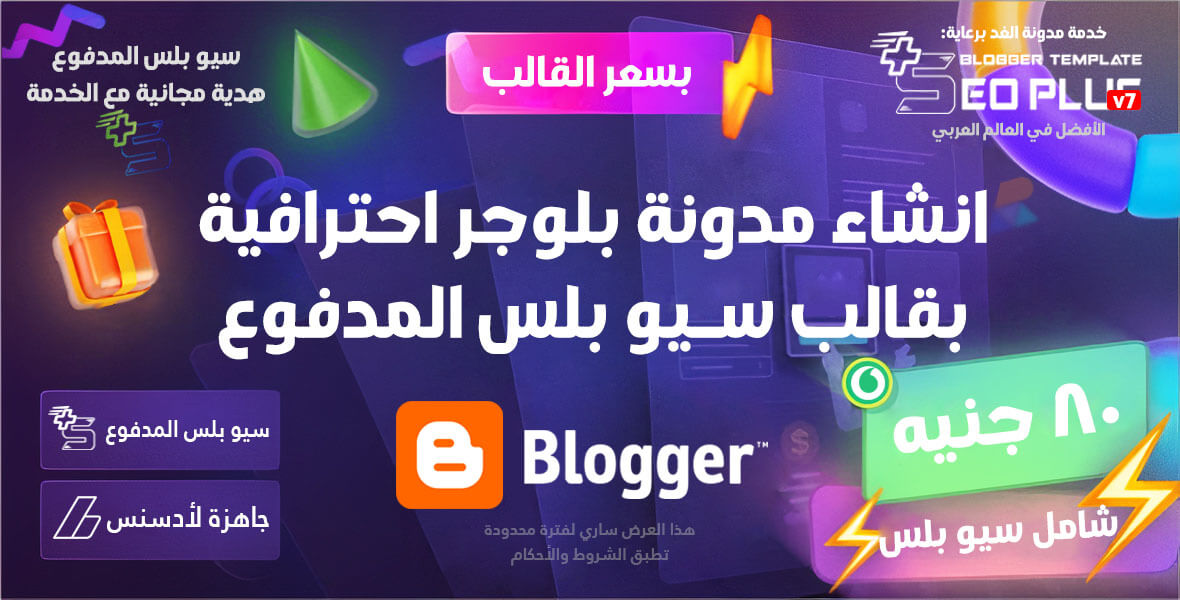 خدمة مدونة الغد برعاية:
BLOGGER TEMPLATE
SEO PLUS
v7
الأفضل في العالم العربي
بسعر القالب
سيو بلس المدفوع
هدية مجانية مع الخدمة
انشاء مدونة بلوجر احترافية
بقالب سيو بلس المدفوع
٨٠ جنيه
شامل سيو بلس
Blogger™
هذا العرض ساري لفترة محدودة
تطبق الشروط والأحكام
سيو بلس المدفوع
جاهزة لأدسنس